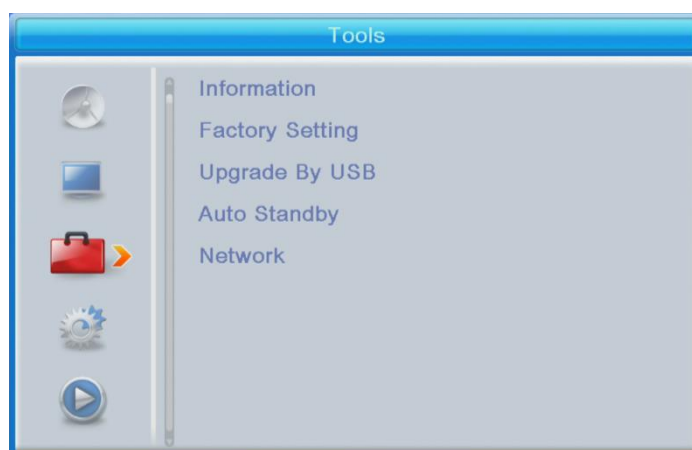 Tools
Information
Factory Setting
Upgrade By USB
Auto Standby
Network